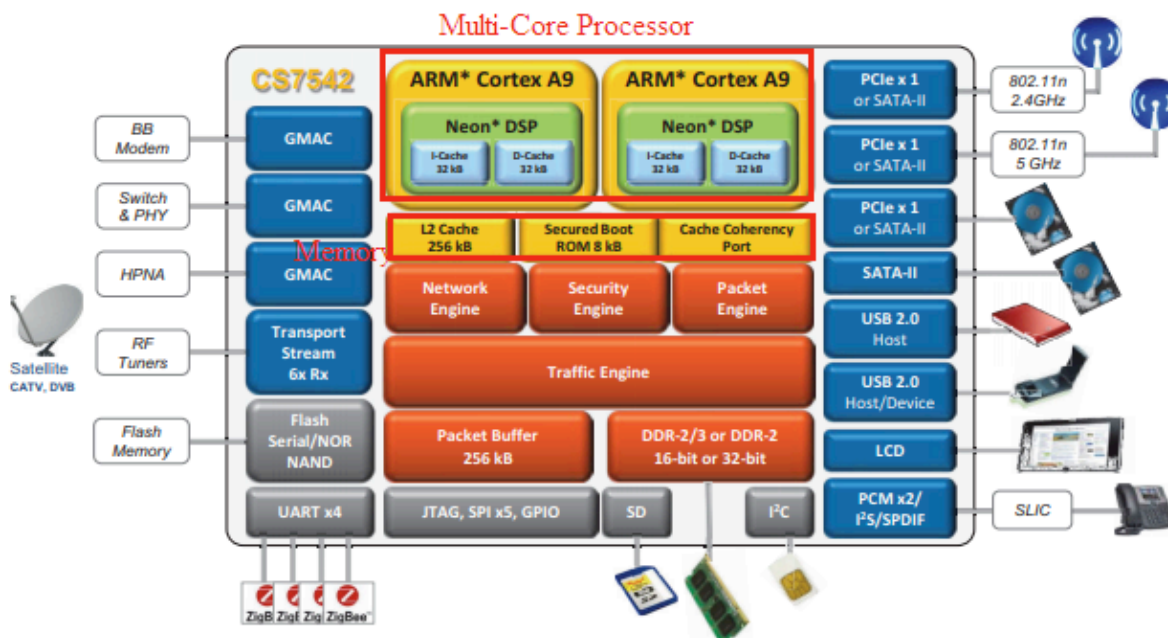 Multi-Core Processor
CS7542
ARM* Cortex A9
Neon* DSP
I-Cache
32 kB
D-Cache
32 kB
ARM* Cortex A9
Neon* DSP
I-Cache
32 kB
D-Cache
32 kB
L2 Cache
256 kB
Secured Boot
ROM 8 kB
Cache Coherency
Port
Memory
BB
Modem
GMAC
Switch
& PHY
GMAC
HPNA
GMAC
Satellite
CATV, DVB
RF
Tuners
Transport
Stream
6x Rx
Flash
Memory
Flash
Serial/NOR
NAND
UART x4
Network
Engine
Security
Engine
Packet
Engine
Traffic Engine
Packet Buffer
256 kB
DDR-2/3 or DDR-2
16-bit or 32-bit
JTAG, SPI x5, GPIO
SD
I²C
PCIe x 1
or SATA-II
802.11n
2.4GHz
PCIe x 1
or SATA-II
802.11n
5 GHz
PCIe x 1
or SATA-II
SATA-II
USB 2.0
Host
USB 2.0
Host/Device
LCD
PCM x2/
I²S/SPDIF
SLIC
ZigB
ZigB
Zig
ZigBee